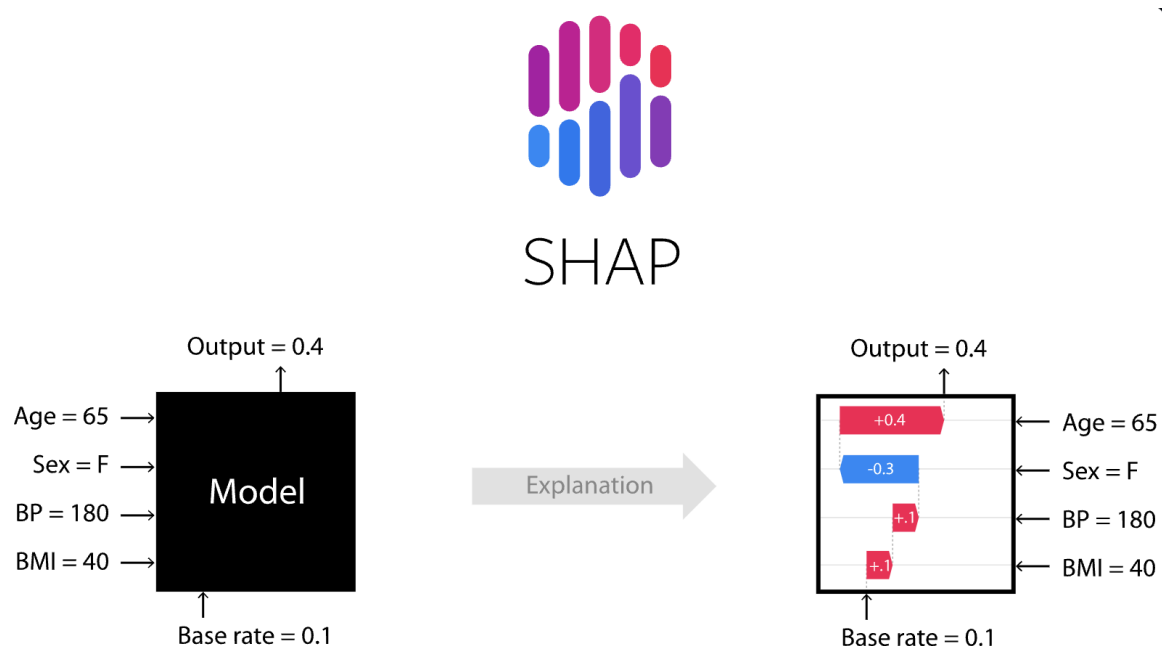 SHAP
Output = 0.4
Age = 65
Sex = F
BP = 180
BMI = 40
Model
Base rate = 0.1
Explanation
Output = 0.4
+0.4
-0.3
+.1
+.1
Age = 65
Sex = F
BP = 180
BMI = 40
Base rate = 0.1